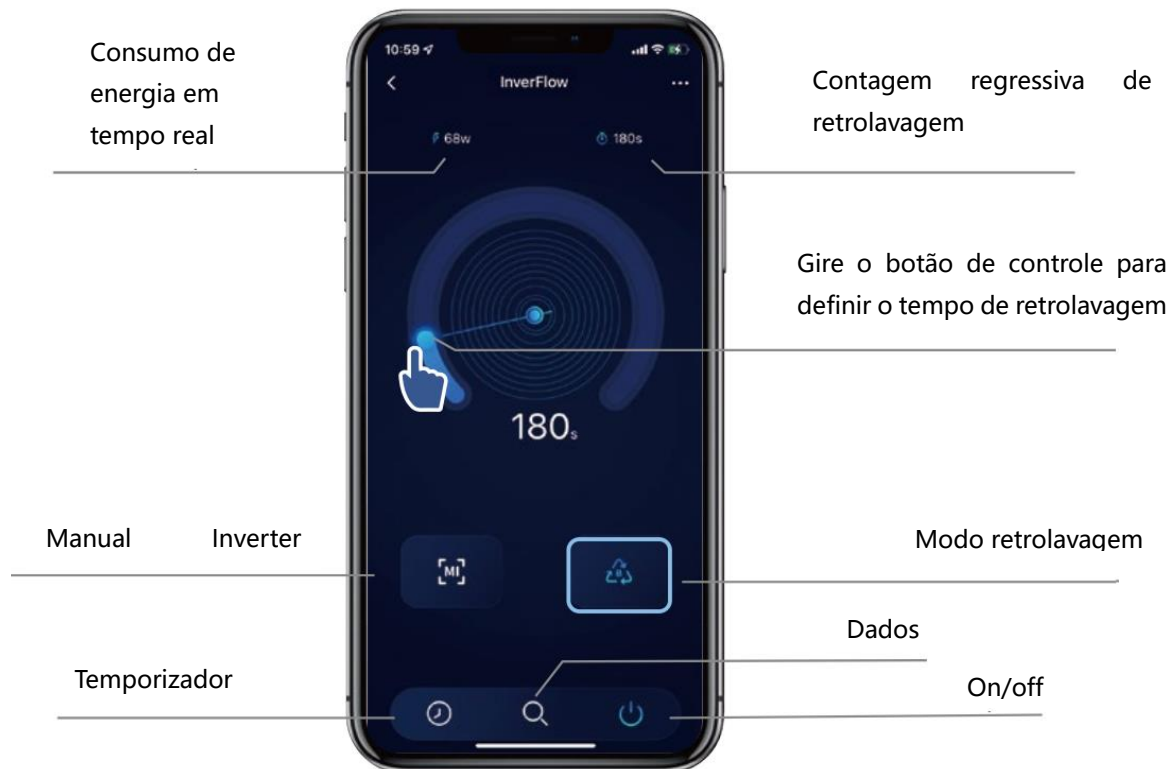 Consumo de
energia em
tempo real
Contagem regressiva de
retrolavagem
10:59
InverFlow
68w
180s
Gire o botão de controle para
definir o tempo de retrolavagem
180s
Manual Inverter
Modo retrolavagem
MI
B
Dados
Temporizador
On/off